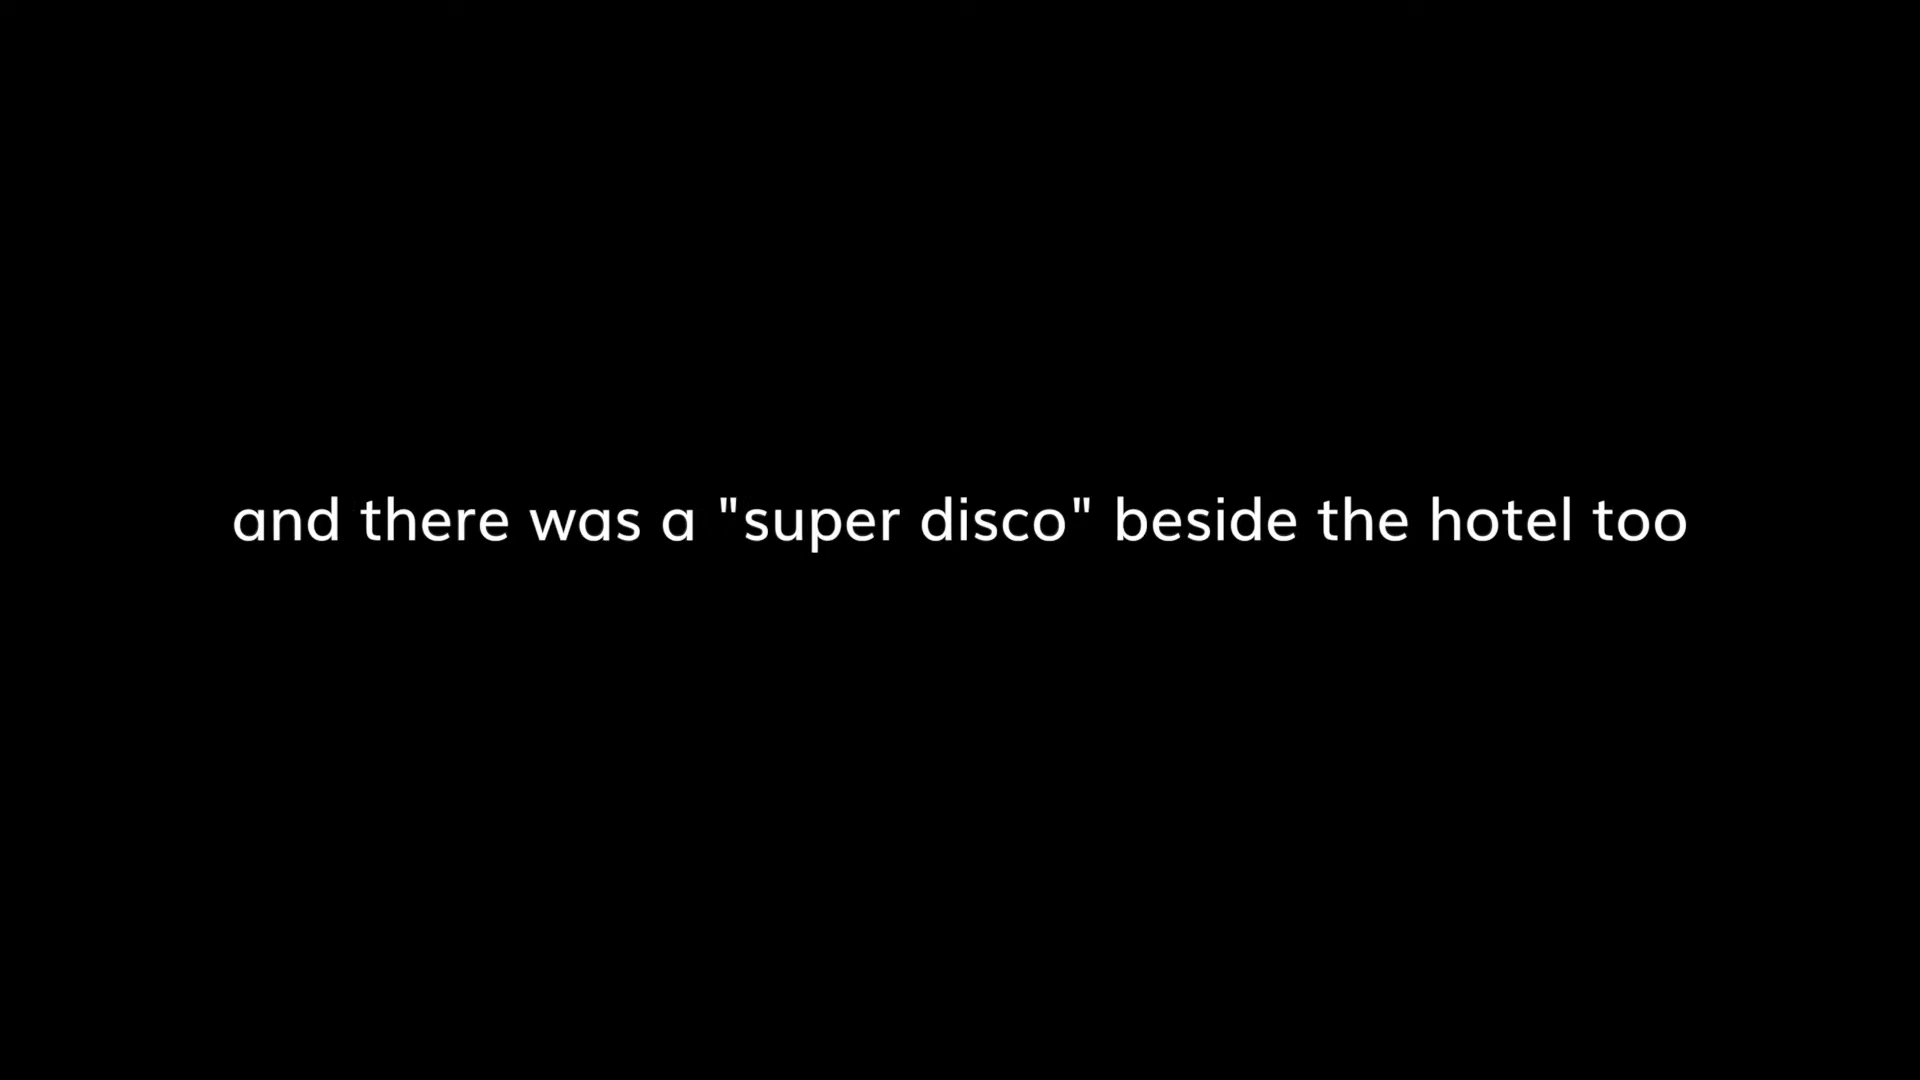 and there was a "super disco" beside the hotel too